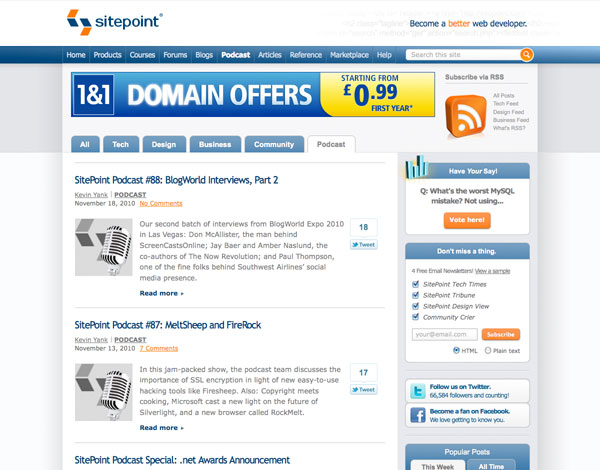 sitepoint®
Become a better web developer.
Home Products Courses Forums Blogs Podcast Articles Reference Marketplace Help Search this site
1&1 DOMAIN OFFERS
STARTING FROM
£0.99
FIRST YEAR*
Subscribe via RSS
All Posts
Tech Feed
Design Feed
Business Feed
What's RSS?
All Tech Design Business Community Podcast
SitePoint Podcast #88: BlogWorld Interviews, Part 2
Kevin Yank | PODCAST
November 18, 2010 No Comments
Our second batch of interviews from BlogWorld Expo 2010
in Las Vegas: Don McAllister, the man behind
ScreenCastsOnline; Jay Baer and Amber Naslund, the
co-authors of The Now Revolution; and Paul Thompson,
one of the fine folks behind Southwest Airlines' social
media presence.
Read more
18
Tweet
SitePoint Podcast #87: MeltSheep and FireRock
Kevin Yank | PODCAST
November 13, 2010 7 Comments
In this jam-packed show, the podcast team discusses the
importance of SSL encryption in light of new easy-to-use
hacking tools like Firesheep. Also: Copyright meets
cooking, Microsoft cast a new light on the future of
Silverlight, and a new browser called RockMelt.
Read more
17
Tweet
SitePoint Podcast Special: .net Awards Announcement
Have Your Say!
Q: What's the worst MySQL
mistake? Not using...
Vote here!
Don't miss a thing.
4 Free Email Newsletters! View a sample
SitePoint Tech Times
SitePoint Tribune
SitePoint Design View
Community Crier
your@email.com Subscribe
HTML Plain text
Follow us on Twitter.
66,584 followers and counting!
Become a fan on Facebook.
We love getting to know you.
Popular Posts
This Week All Time